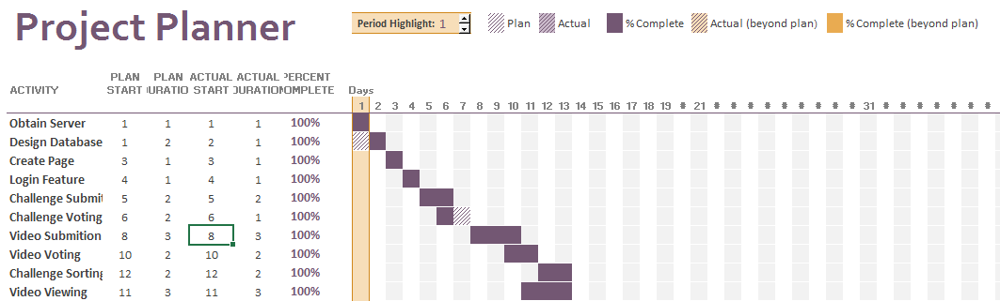 Project Planner
Period Highlight: 1 Plan Actual % Complete Actual (beyond plan) % Complete (beyond plan)
PLAN PLAN ACTUAL ACTUAL PERCENT
ACTIVITY START URATIO START DURATION OMPLETE Days
1 2 3 4 5 6 7 8 9 10 11 12 13 14 15 16 17 18 19 # 21 # # # # # # # # # 31 # # # # # # #
Obtain Server 1 1 1 1 100%
Design Database 1 2 2 1 100%
Create Page 3 1 3 1 100%
Login Feature 4 1 4 1 100%
Challenge Submit 5 2 5 2 100%
Challenge Voting 6 2 6 1 100%
Video Submition 8 3 8 3 100%
Video Voting 10 2 10 2 100%
Challenge Sorting 12 2 12 2 100%
Video Viewing 11 3 11 3 100%